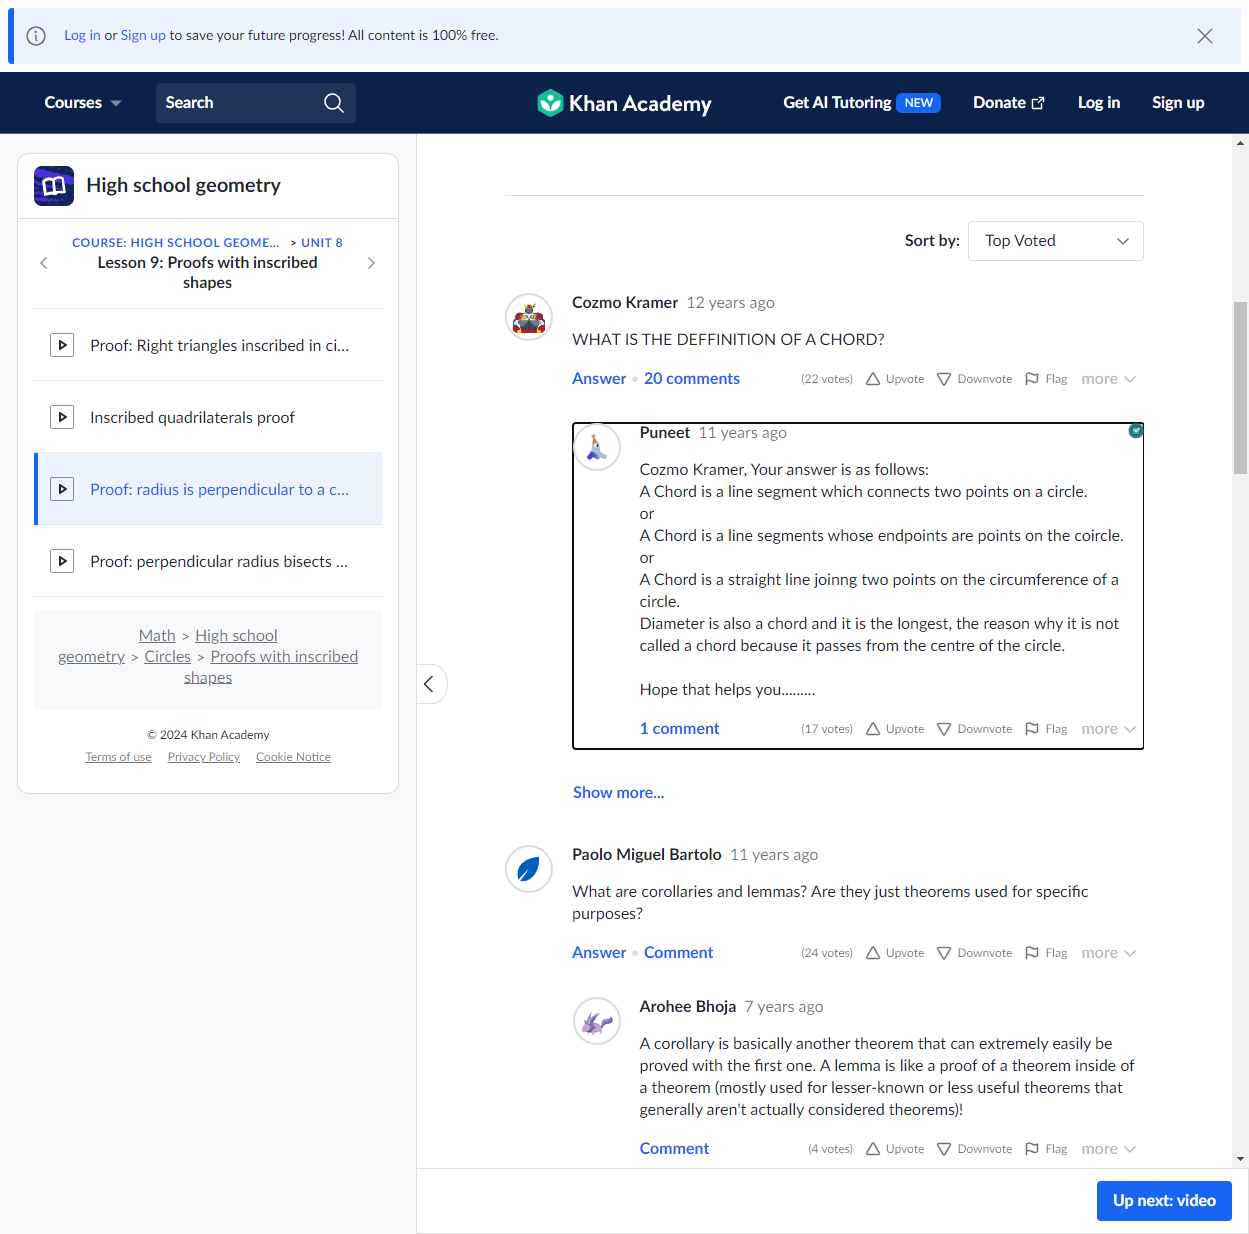 Log in or Sign up to save your future progress! All content is 100% free.
Courses
Search
Khan Academy
Get AI Tutoring NEW
Donate
Log in
Sign up
High school geometry
COURSE: HIGH SCHOOL GEOME... > UNIT 8
Lesson 9: Proofs with inscribed
shapes
Proof: Right triangles inscribed in ci...
Inscribed quadrilaterals proof
Proof: radius is perpendicular to a c...
Proof: perpendicular radius bisects ...
Math > High school
geometry > Circles > Proofs with inscribed
shapes
© 2024 Khan Academy
Terms of use Privacy Policy Cookie Notice
Sort by: Top Voted
Cozmo Kramer 12 years ago
WHAT IS THE DEFFINITION OF A CHORD?
Answer • 20 comments (22 votes) Upvote Downvote Flag more
Puneet 11 years ago
Cozmo Kramer, Your answer is as follows:
A Chord is a line segment which connects two points on a circle.
or
A Chord is a line segments whose endpoints are points on the coircle.
or
A Chord is a straight line joinng two points on the circumference of a
circle.
Diameter is also a chord and it is the longest, the reason why it is not
called a chord because it passes from the centre of the circle.
Hope that helps you.........
1 comment (17 votes) Upvote Downvote Flag more
Show more...
Paolo Miguel Bartolo 11 years ago
What are corollaries and lemmas? Are they just theorems used for specific
purposes?
Answer • Comment (24 votes) Upvote Downvote Flag more
Arohee Bhoja 7 years ago
A corollary is basically another theorem that can extremely easily be
proved with the first one. A lemma is like a proof of a theorem inside of
a theorem (mostly used for lesser-known or less useful theorems that
generally aren't actually considered theorems)!
Comment (4 votes) Upvote Downvote Flag more
Up next: video